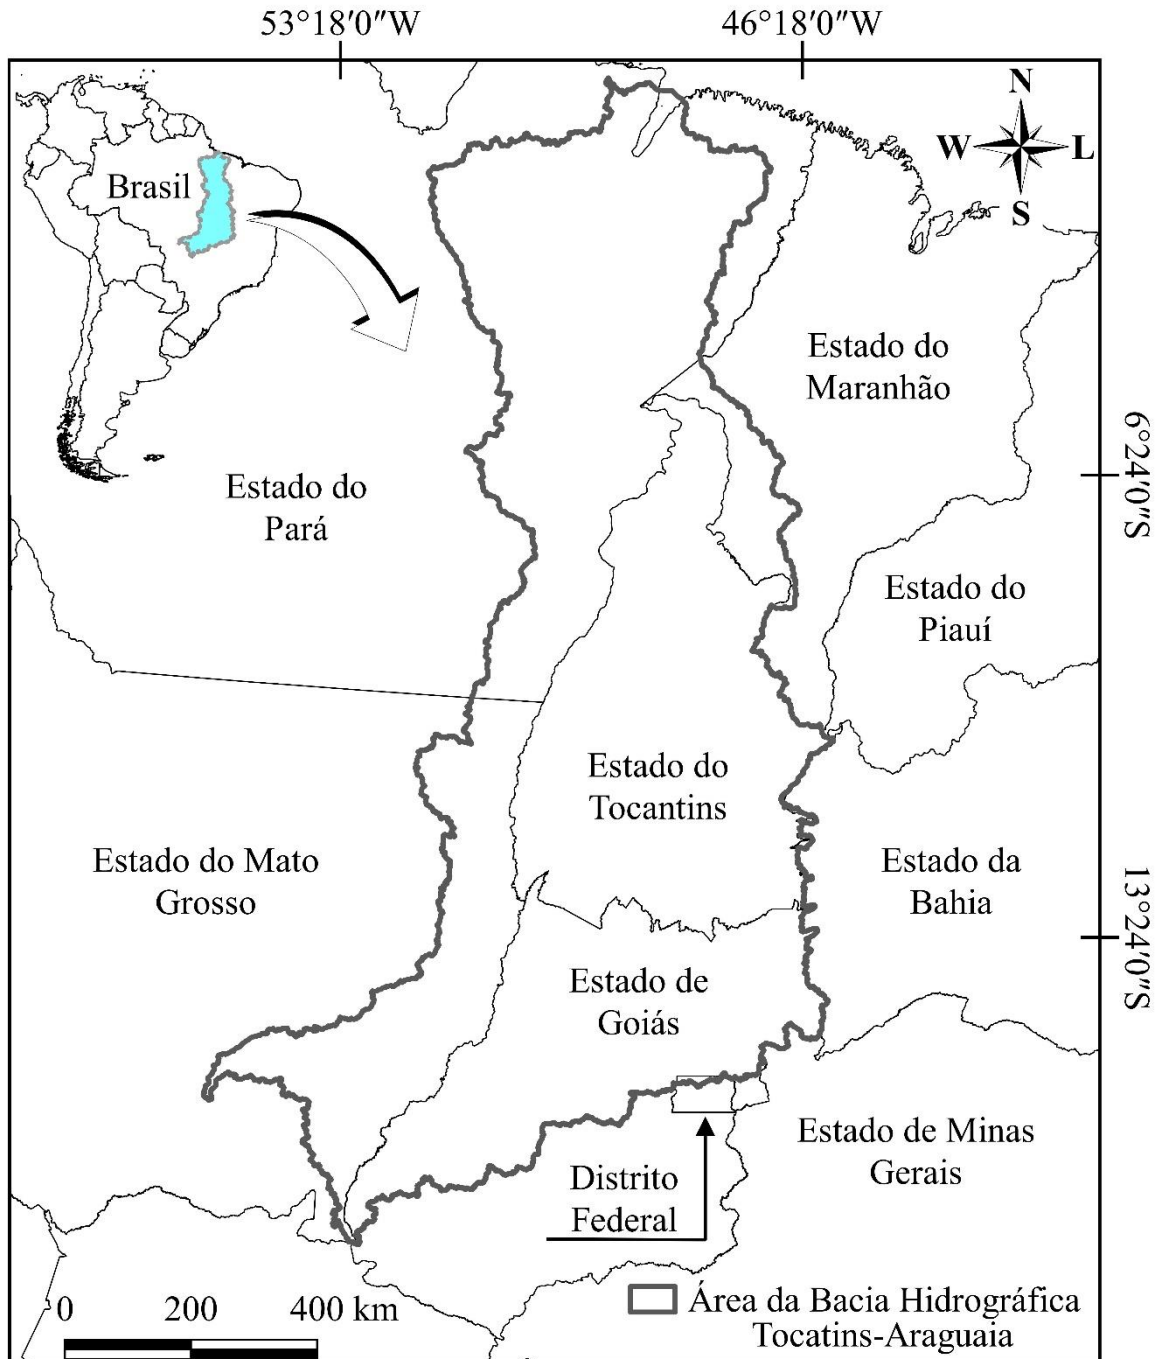 53°18'0"W
46°18'0"W
N
W
L
S
Brasil
Estado do
Maranhão
6°24'0"S
Estado do
Pará
Estado do
Piauí
Estado do
Tocantins
Estado do Mato
Grosso
Estado da
Bahia
13°24'0"S
Estado de
Goiás
Estado de Minas
Gerais
Distrito
Federal
0 200 400 km
Área da Bacia Hidrográfica
Tocatins-Araguaia